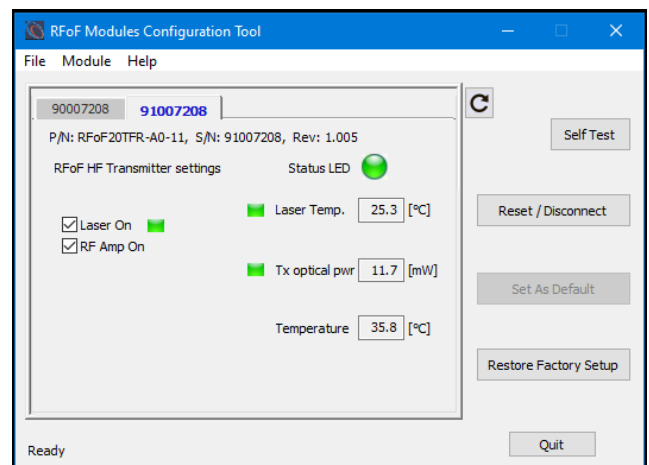 RFoF Modules Configuration Tool
File Module Help
90007208 91007208
P/N: RFoF20TFR-A0-11, S/N: 91007208, Rev: 1.005
Self Test
RFoF HF Transmitter settings Status LED
Laser Temp. 25.3 [ºC]
Reset / Disconnect
Laser On
RF Amp On
Tx optical pwr 11.7 [mW]
Set As Default
Temperature 35.8 [ºC]
Restore Factory Setup
Ready
Quit